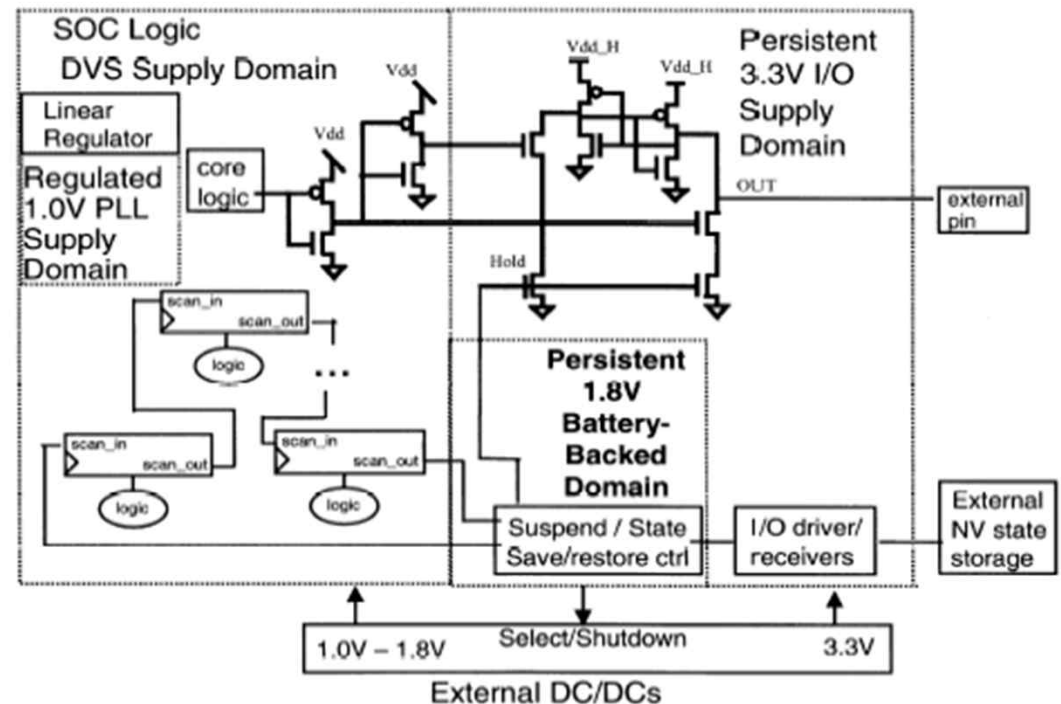 SOC Logic
DVS Supply Domain
Linear
Regulator
Regulated
1.0V PLL
Supply
Domain
core
logic
Vdd
Vdd
Vdd_H
Vdd_H
Persistent
3.3V I/O
Supply
Domain
OUT
external
pin
Hold
scan_in
scan_out
logic
...
scan_in
scan_out
logic
scan_in
scan_out
logic
Persistent
1.8V
Battery-
Backed
Domain
Suspend / State
Save/restore ctrl
I/O driver/
receivers
External
NV state
storage
1.0V – 1.8V
Select/Shutdown
3.3V
External DC/DCs